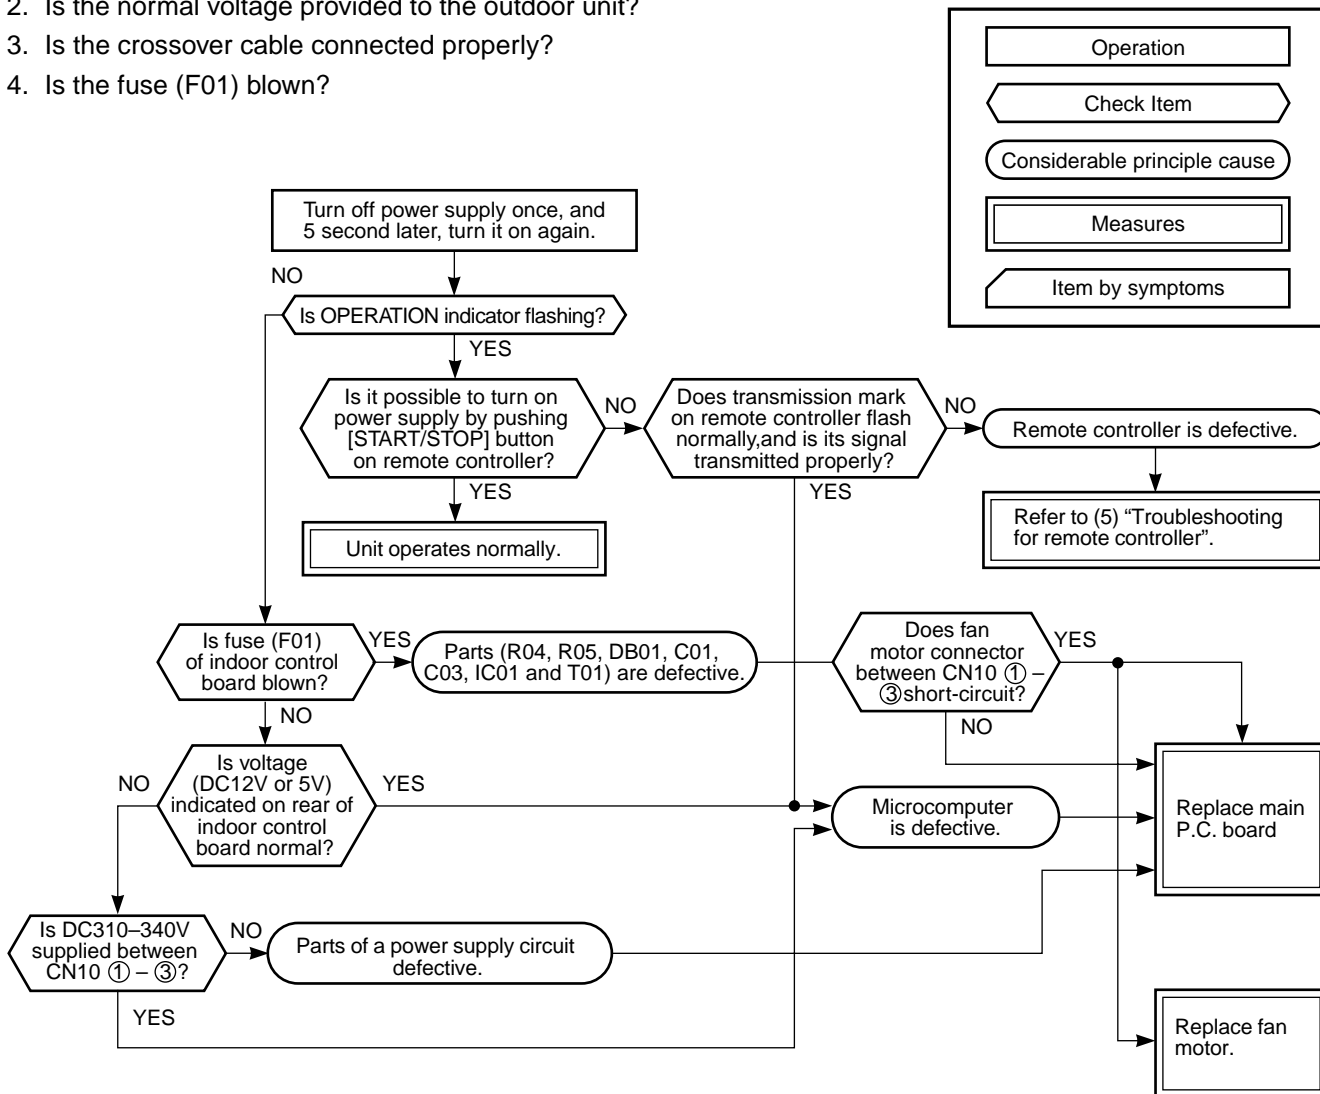 2. Is the normal voltage provided to the outdoor unit?
3. Is the crossover cable connected properly?
4. Is the fuse (F01) blown?
Operation
Check Item
Considerable principle cause
Measures
Item by symptoms
Turn off power supply once, and
5 second later, turn it on again.
NO
Is OPERATION indicator flashing?
YES
Is it possible to turn on
power supply by pushing
[START/STOP] button
on remote controller?
NO
Does transmission mark
on remote controller flash
normally,and is its signal
transmitted properly?
NO
Remote controller is defective.
YES
YES
Unit operates normally.
Refer to (5) “Troubleshooting
for remote controller”.
Is fuse (F01)
of indoor control
board blown?
YES
Parts (R04, R05, DB01, C01,
C03, IC01 and T01) are defective.
Does fan
motor connector
between CN10 ① –
③short-circuit?
YES
NO
NO
Is voltage
(DC12V or 5V)
indicated on rear of
indoor control
board normal?
NO
YES
Microcomputer
is defective.
Replace main
P.C. board
Is DC310–340V
supplied between
CN10 ① – ③?
NO
Parts of a power supply circuit
defective.
YES
Replace fan
motor.